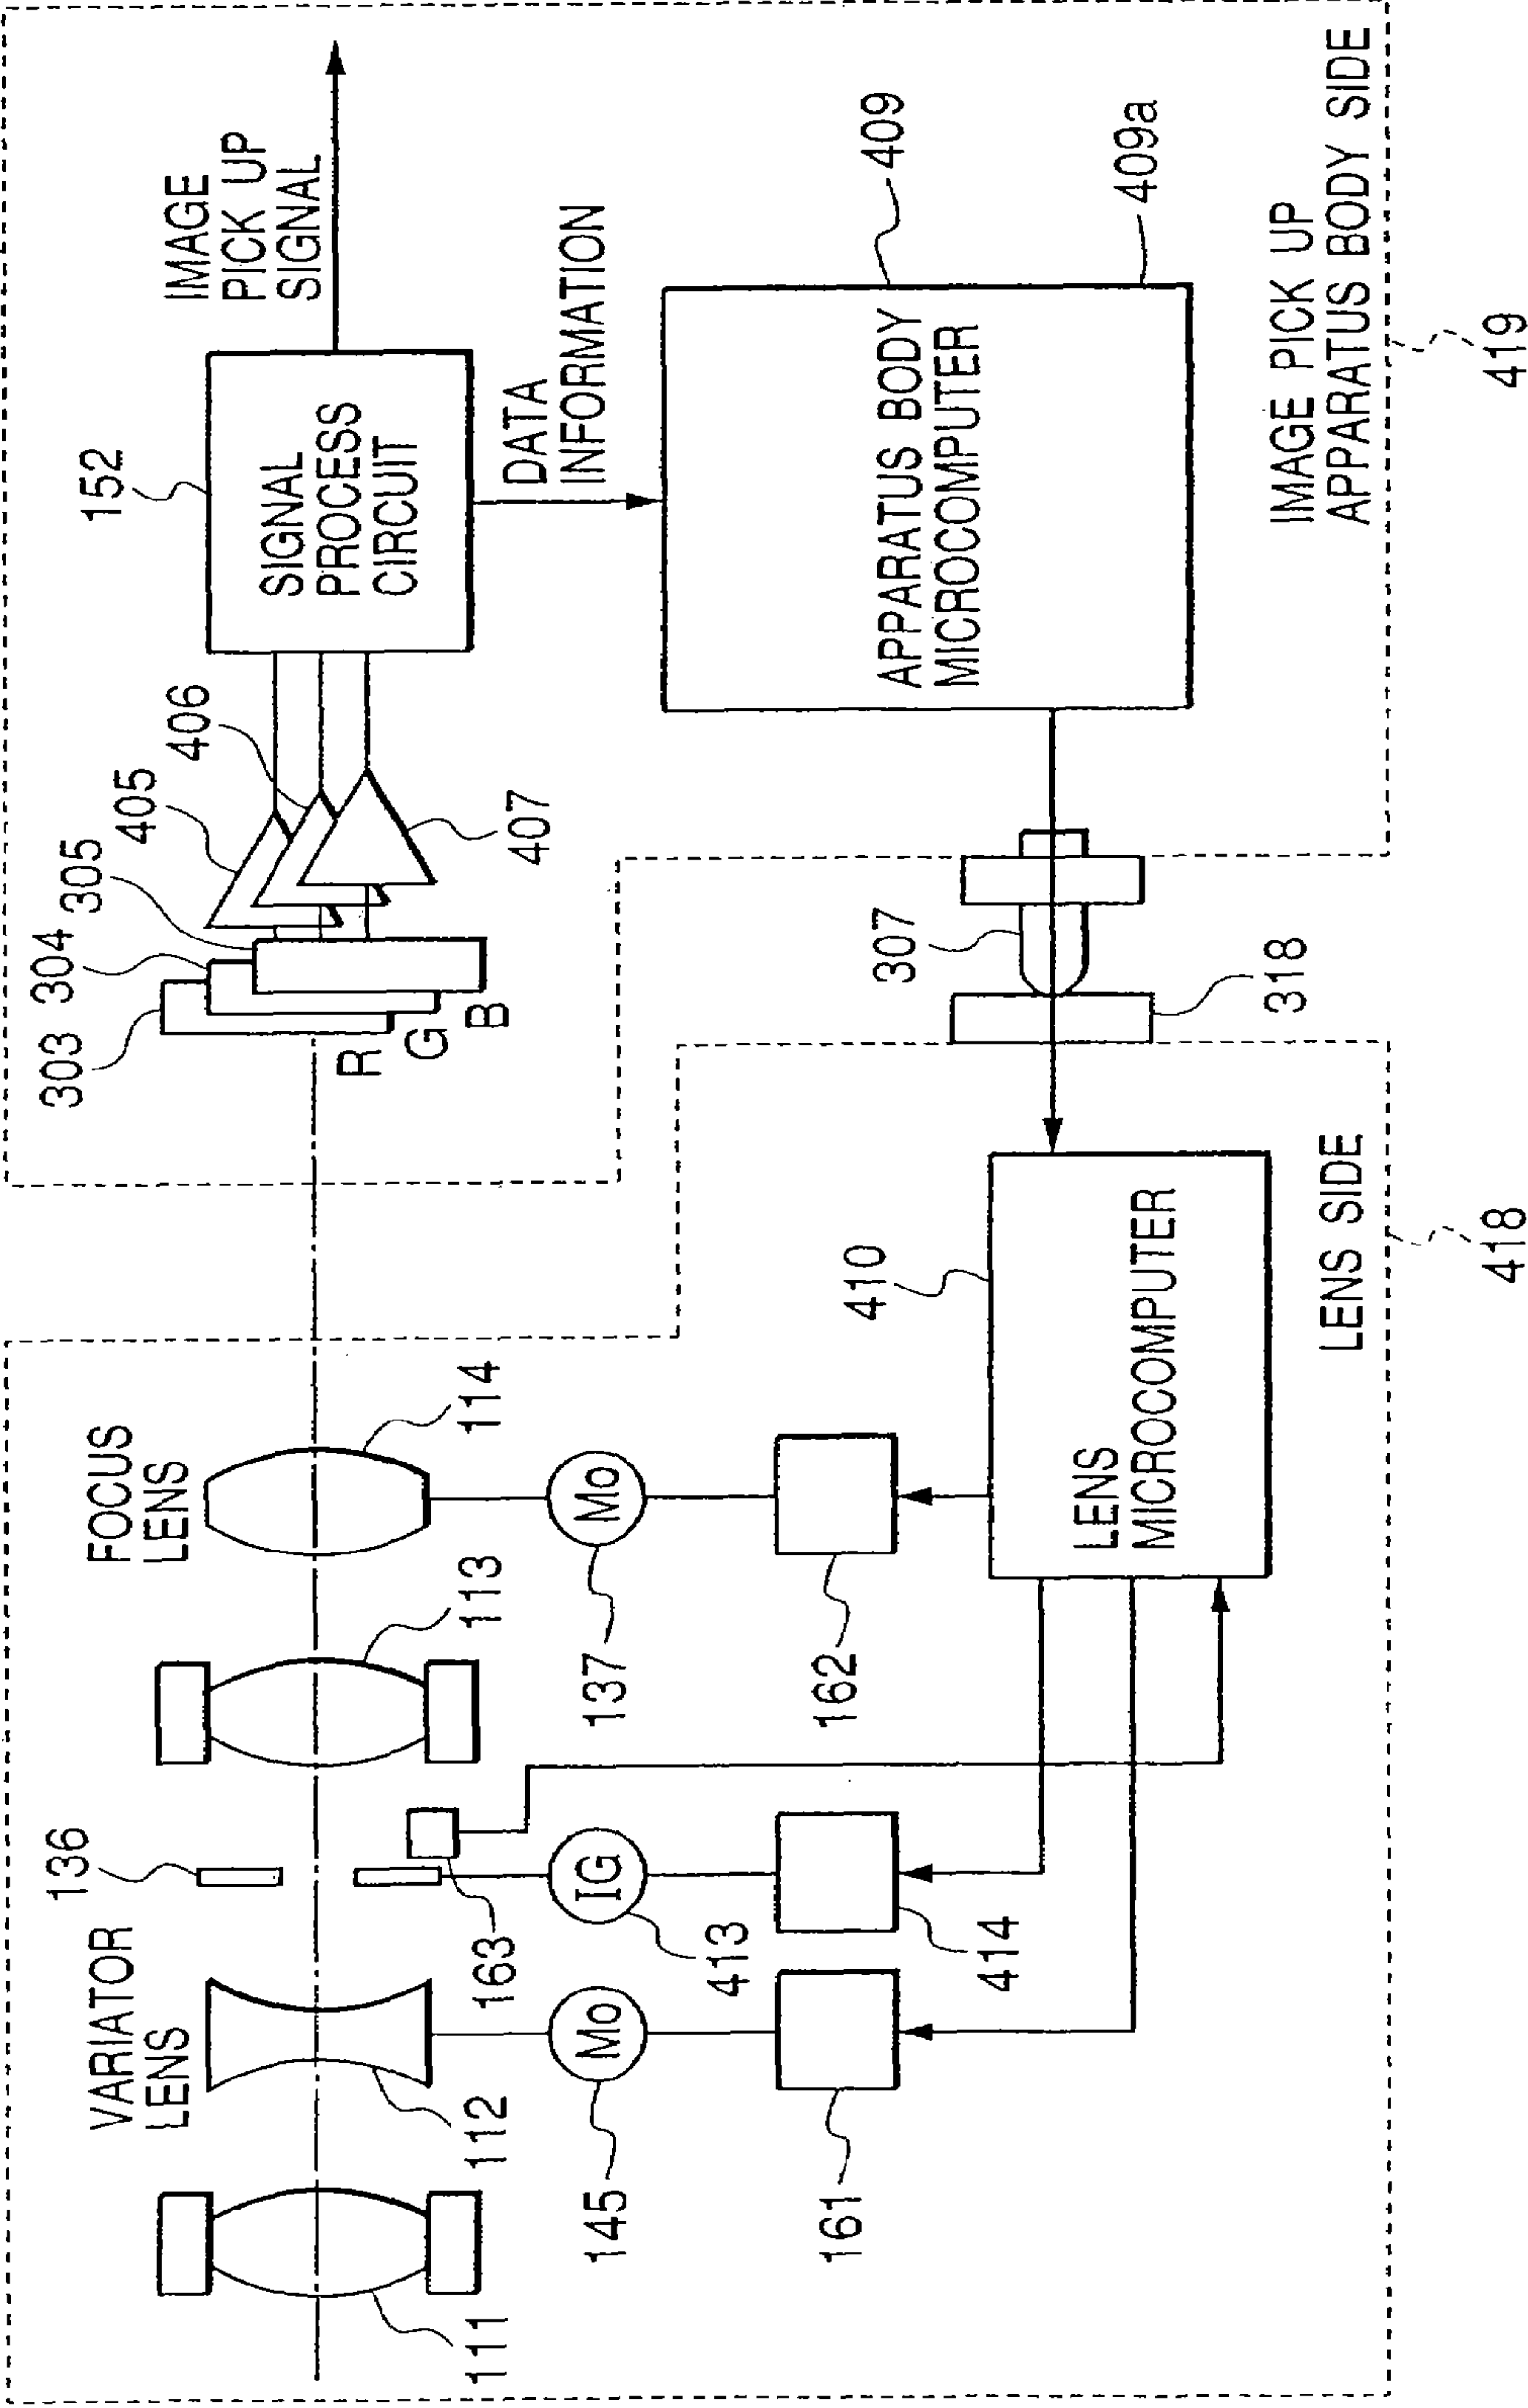 VARIATOR
LENS
FOCUS
LENS
IMAGE
PICK UP
SIGNAL
136
303
304
305
405
406
152
SIGNAL
PROCESS
CIRCUIT
R
G
B
407
DATA
INFORMATION
111
112
163
113
114
IG
Mo
Mo
145
413
137
161
414
162
410
LENS
MICROCOMPUTER
307
318
409
APPARATUS BODY
MICROCOMPUTER
409a
LENS SIDE
418
IMAGE PICK UP
APPARATUS BODY SIDE
419